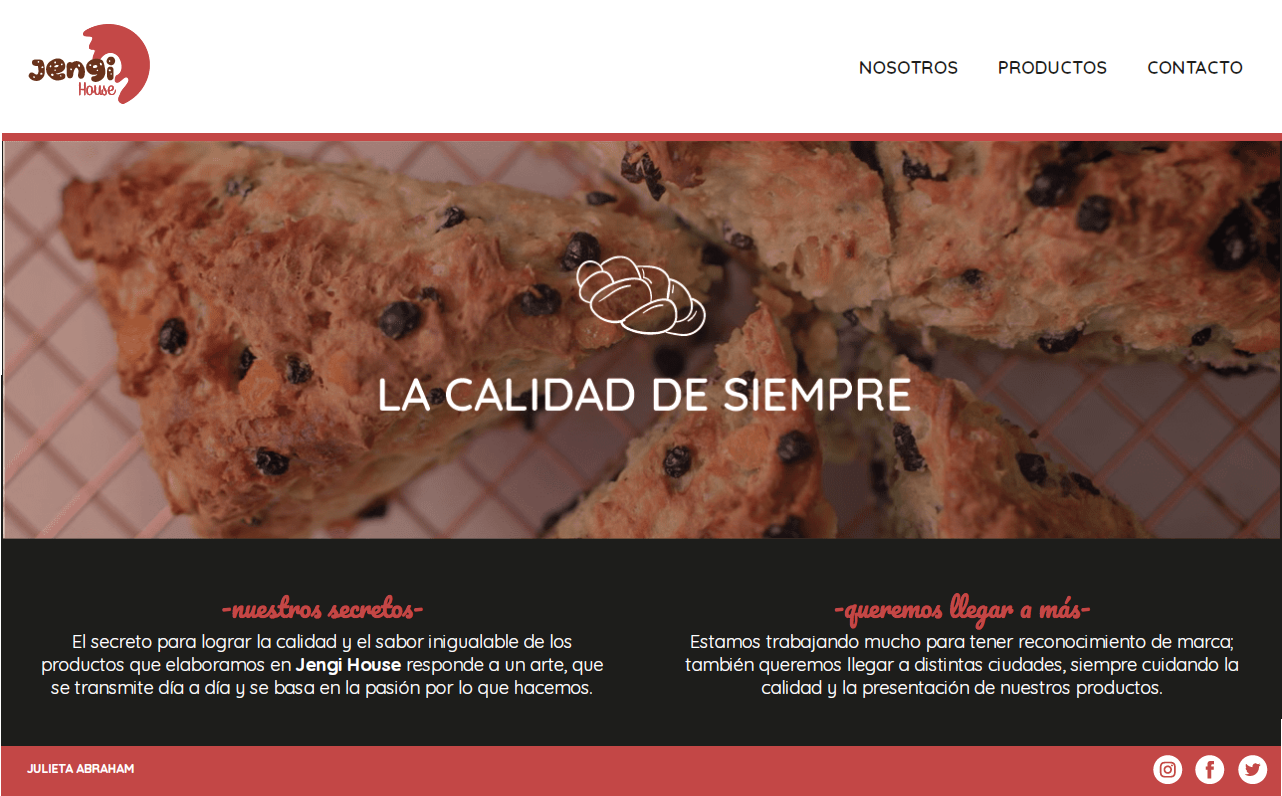 Jengi
House
NOSOTROS PRODUCTOS CONTACTO
LA CALIDAD DE SIEMPRE
-nuestros secretos-
El secreto para lograr la calidad y el sabor inigualable de los
productos que elaboramos en Jengi House responde a un arte, que
se transmite día a día y se basa en la pasión por lo que hacemos.
-queremos llegar a más-
Estamos trabajando mucho para tener reconocimiento de marca;
también queremos llegar a distintas ciudades, siempre cuidando la
calidad y la presentación de nuestros productos.
JULIETA ABRAHAM